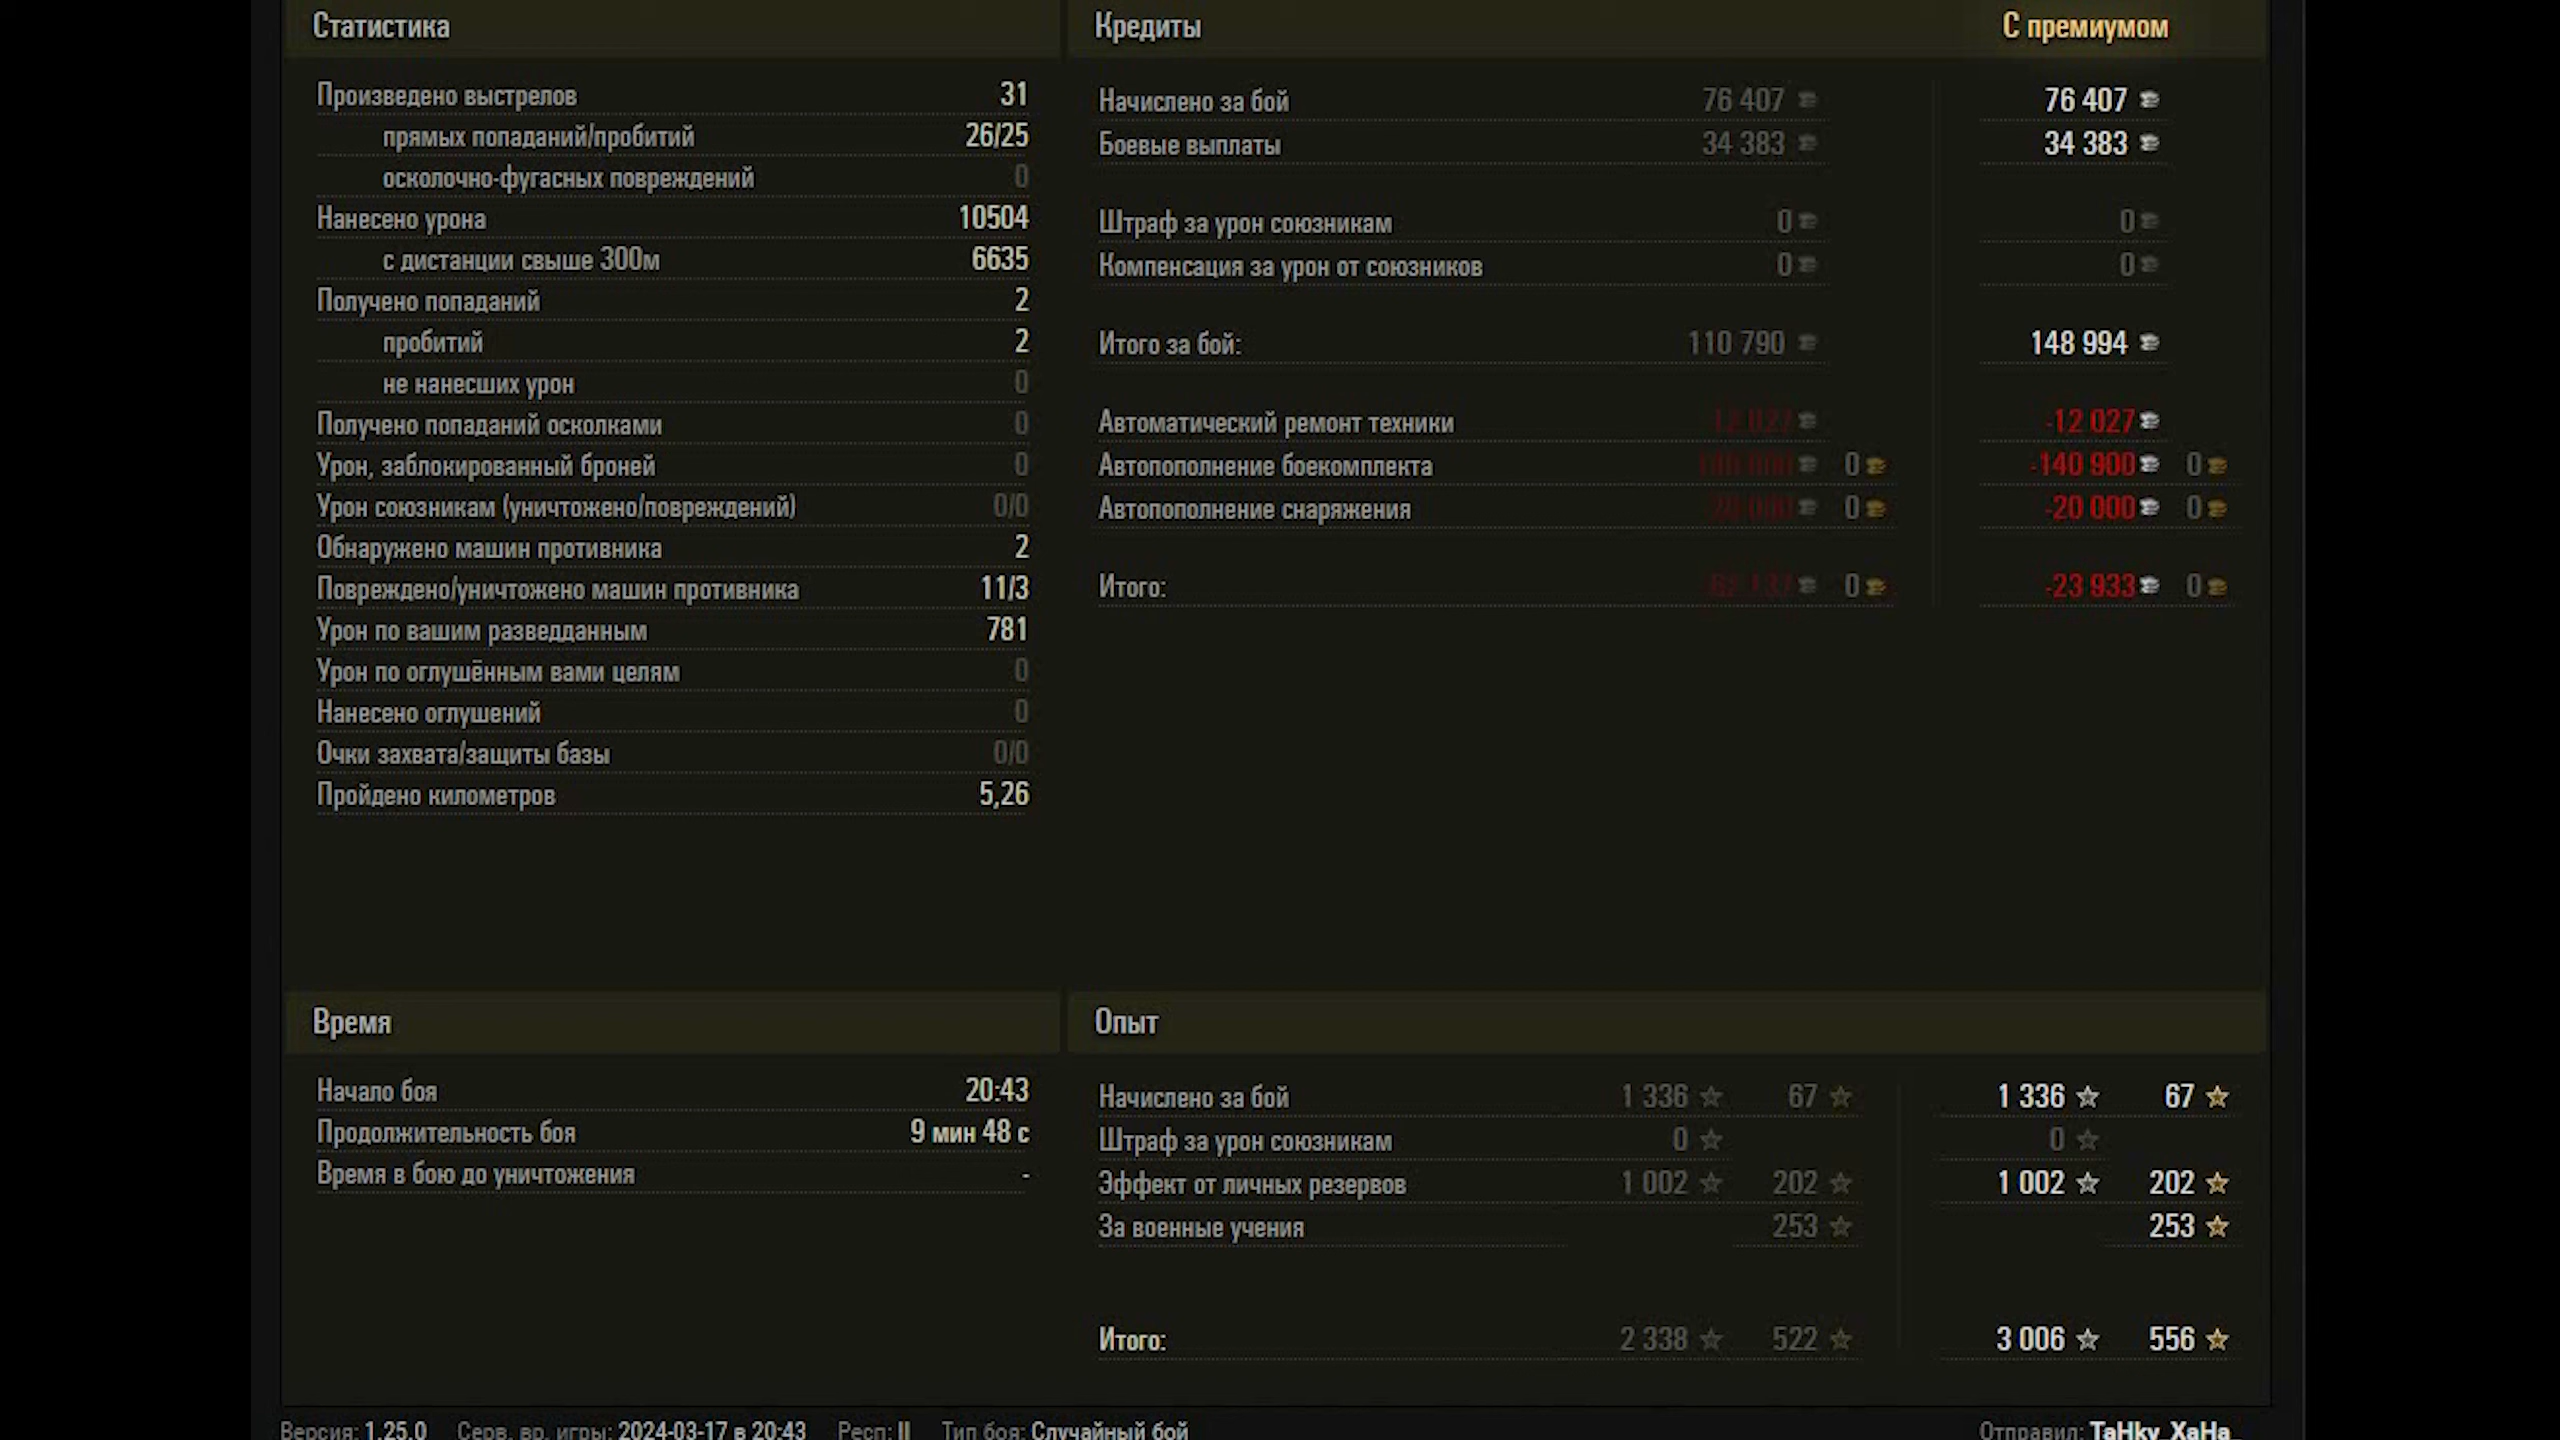 Статистика
Произведено выстрелов 31
прямых попаданий/пробитий 26/25
осколочно-фугасных повреждений 0
Нанесено урона 10504
с дистанции свыше 300м 6635
Получено попаданий 2
пробитий 2
не нанесших урон 0
Получено попаданий осколками 0
Урон, заблокированный броней 0
Урон союзникам (уничтожено/повреждений) 0/0
Обнаружено машин противника 2
Повреждено/уничтожено машин противника 11/3
Урон по вашим разведданным 781
Урон по оглушённым вами целям 0
Нанесено оглушений 0
Очки захвата/защиты базы 0/0
Пройдено километров 5,26
Кредиты С премиумом
Начислено за бой 76 407 76 407
Боевые выплаты 34 383 34 383
Штраф за урон союзникам 0 0
Компенсация за урон от союзников 0 0
Итого за бой: 110 790 148 994
Автоматический ремонт техники -12 027 -12 027
Автопополнение боекомплекта 0 -140 900 0
Автопополнение снаряжения 0 -20 000 0
Итого: 0 -23 933 0
Время
Начало боя 20:43
Продолжительность боя 9 мин 48 с
Время в бою до уничтожения -
Опыт
Начислено за бой 1 336 67 1 336 67
Штраф за урон союзникам 0 0
Эффект от личных резервов 1 002 202 1 002 202
За военные учения 253 253
Итого: 2 338 522 3 006 556
Версия: 1.25.0 Серв. вр. игры: 2024-03-17 в 20:43 Респ: II Тип боя: Случайный бой Отправил: TaHky_XaHa_